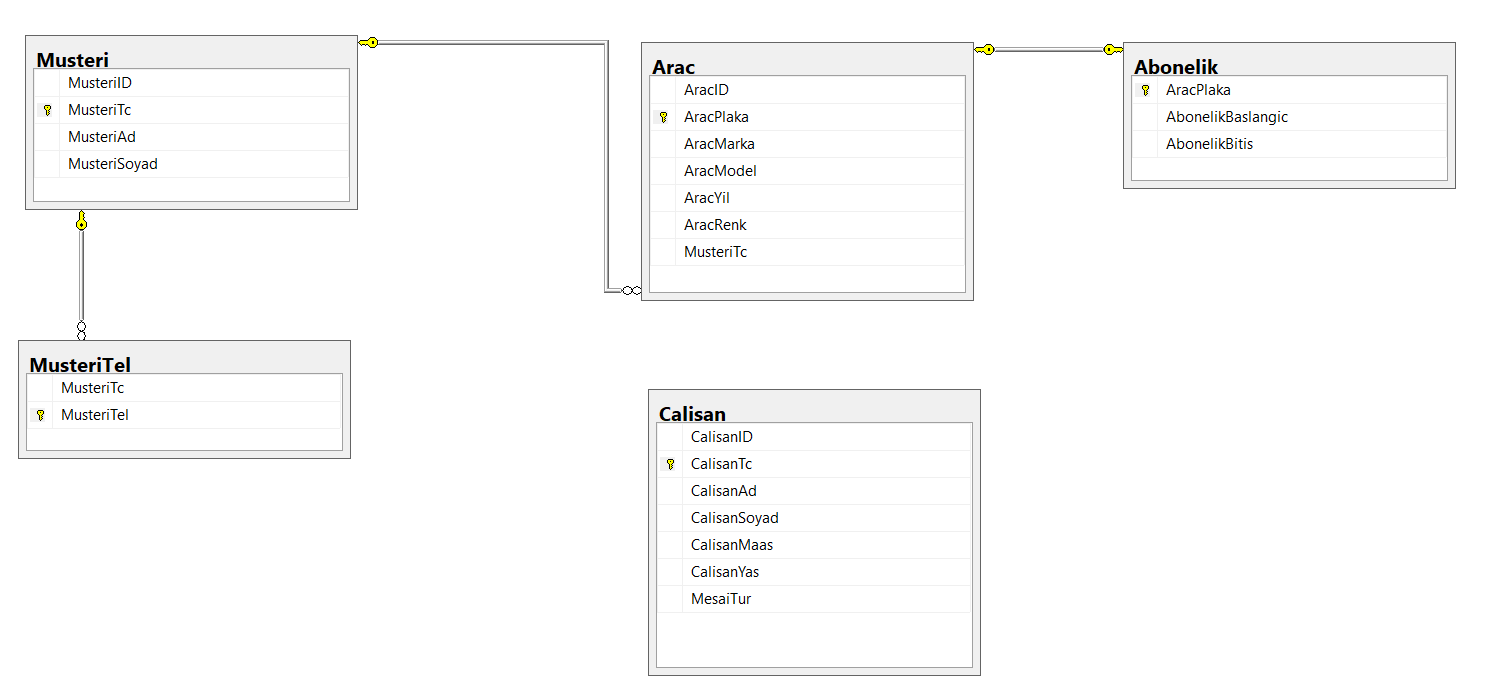 Musteri
MusteriID
MusteriTc
MusteriAd
MusteriSoyad
Arac
AracID
AracPlaka
AracMarka
AracModel
AracYil
AracRenk
MusteriTc
Abonelik
AracPlaka
AbonelikBaslangic
AbonelikBitis
MusteriTel
MusteriTc
MusteriTel
Calisan
CalisanID
CalisanTc
CalisanAd
CalisanSoyad
CalisanMaas
CalisanYas
MesaiTur